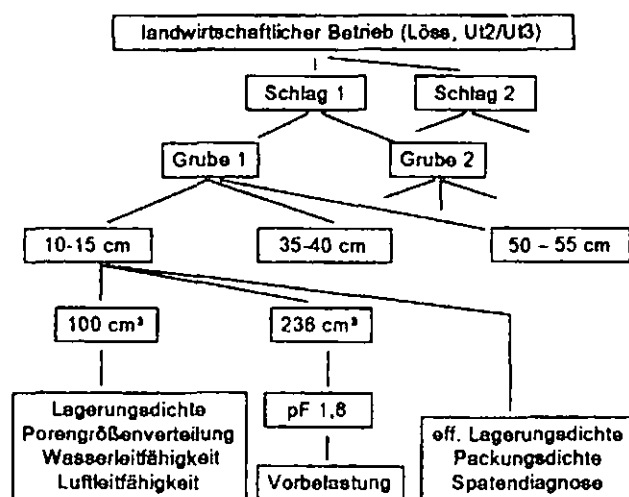 landwirtschaftlicher Betrieb (Löss, Ut2/Ut3)
Schlag 1
Schlag 2
Grube 1
Grube 2
10-15 cm
35-40 cm
50 – 55 cm
100 cm³
236 cm³
Lagerungsdichte
Porengrößenverteilung
Wasserleitfähigkeit
Luftleitfähigkeit
pF 1,8
Vorbelastung
eff. Lagerungsdichte
Packungsdichte
Spatendiagnose